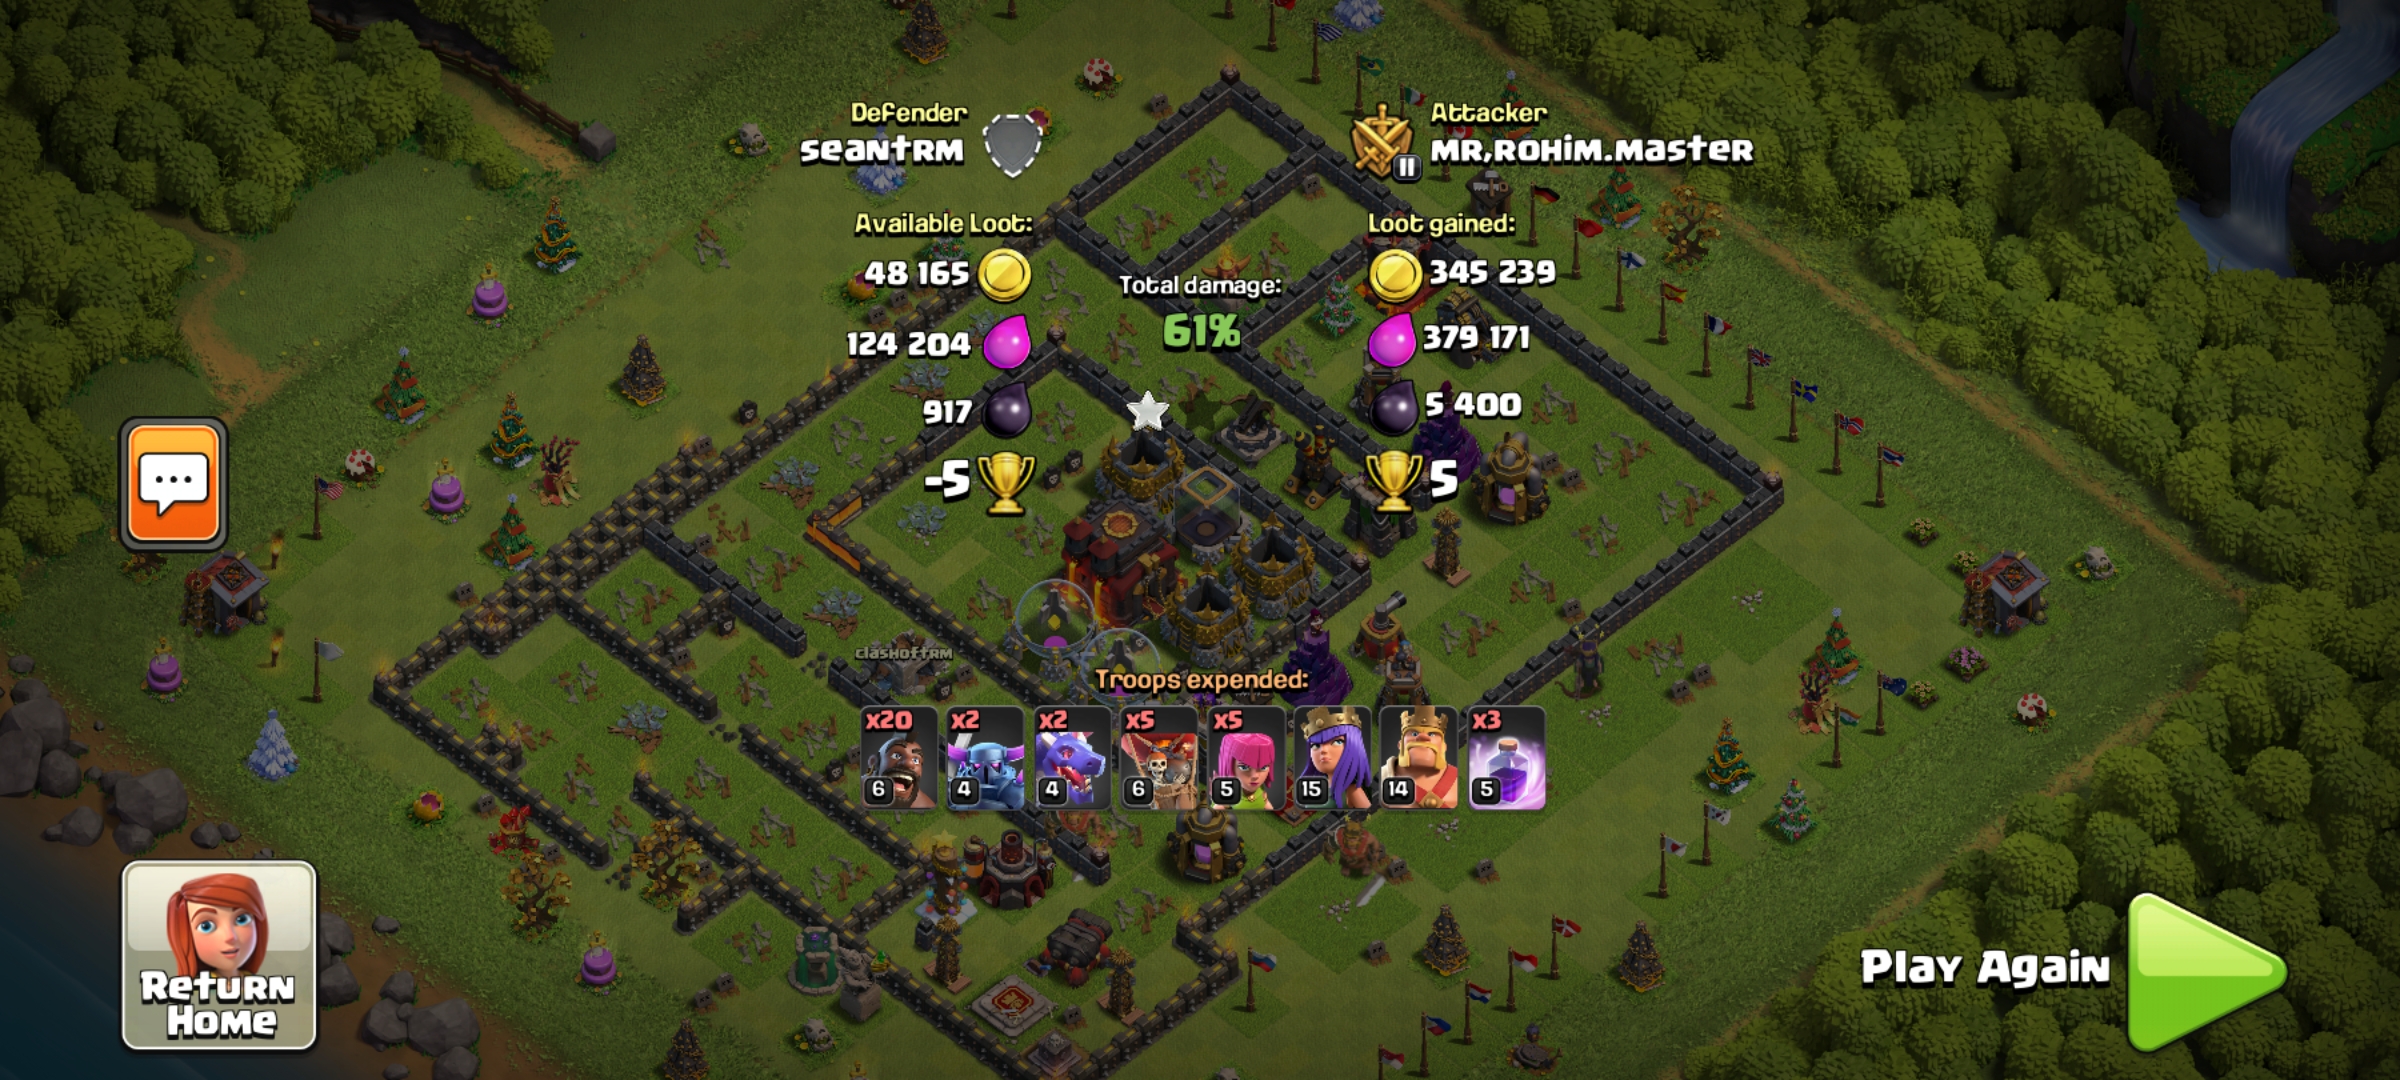 Defender
seantrm
Attacker
MR,ROHIM.Master
Available Loot:
48 165
124 204
917
-5
Total damage:
61%
Loot gained:
345 239
379 171
5 400
5
clashoftrm
Troops expended:
x20
x2
x2
x5
x5
x3
6
4
4
6
5
15
14
5
Return
Home
Play Again